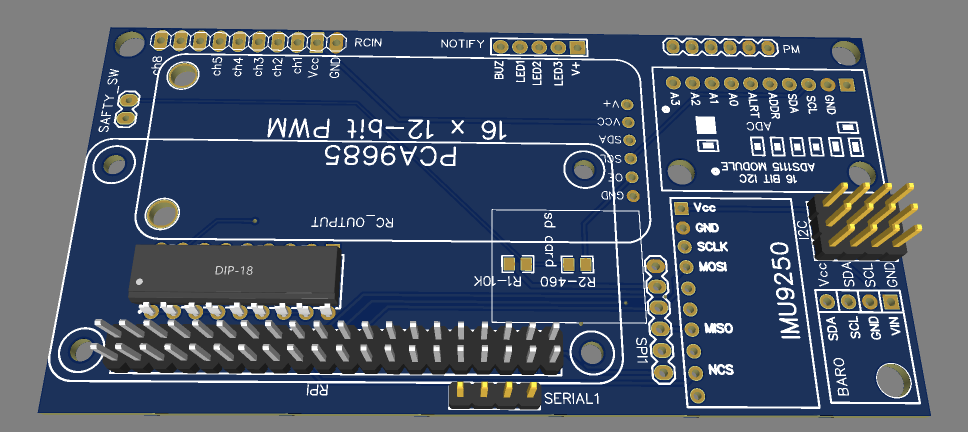 RCIN
NOTIFY
PM
ch8
ch5
ch4
ch3
ch2
ch1
Vcc
GND
BUZ
LED1
LED2
LED3
V+
SAFTY_SW
A3
A2
A1
A0
ALRT
ADDR
SDA
SCL
GND
ADC
ADS1115 MODULE
16 BIT I2C
V+
VCC
SDA
SCL
OE
GND
16 x 12-bit PWM
PCA9685
RC_OUTPUT
sd card
R1-10K
R2-460
DIP-18
Vcc
GND
SCLK
MOSI
MISO
NCS
IMU9250
I2C
Vcc
SDA
SCL
GND
SDA
SCL
GND
VIN
BARO
SPI1
RPI
SERIAL1